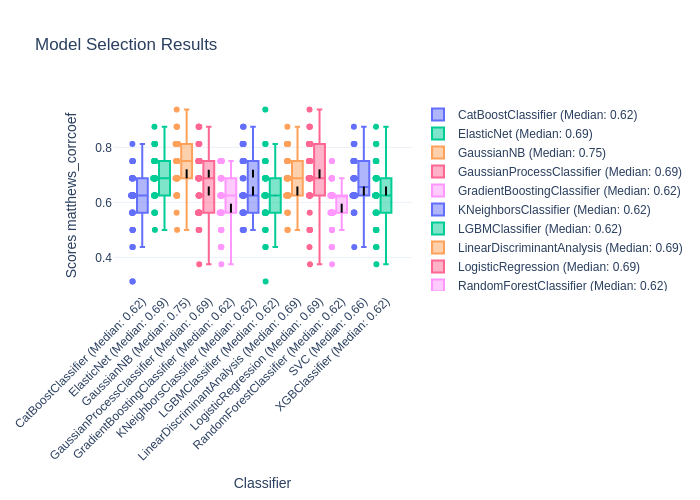 Model Selection Results
Scores matthews_corrcoef
0.8
0.6
0.4
CatBoostClassifier (Median: 0.62)
ElasticNet (Median: 0.69)
GaussianNB (Median: 0.75)
GaussianProcessClassifier (Median: 0.69)
GradientBoostingClassifier (Median: 0.62)
KNeighborsClassifier (Median: 0.62)
LGBMClassifier (Median: 0.62)
LinearDiscriminantAnalysis (Median: 0.69)
LogisticRegression (Median: 0.69)
RandomForestClassifier (Median: 0.62)
SVC (Median: 0.66)
XGBClassifier (Median: 0.62)
Classifier
CatBoostClassifier (Median: 0.62)
ElasticNet (Median: 0.69)
GaussianNB (Median: 0.75)
GaussianProcessClassifier (Median: 0.69)
GradientBoostingClassifier (Median: 0.62)
KNeighborsClassifier (Median: 0.62)
LGBMClassifier (Median: 0.62)
LinearDiscriminantAnalysis (Median: 0.69)
LogisticRegression (Median: 0.69)
RandomForestClassifier (Median: 0.62)